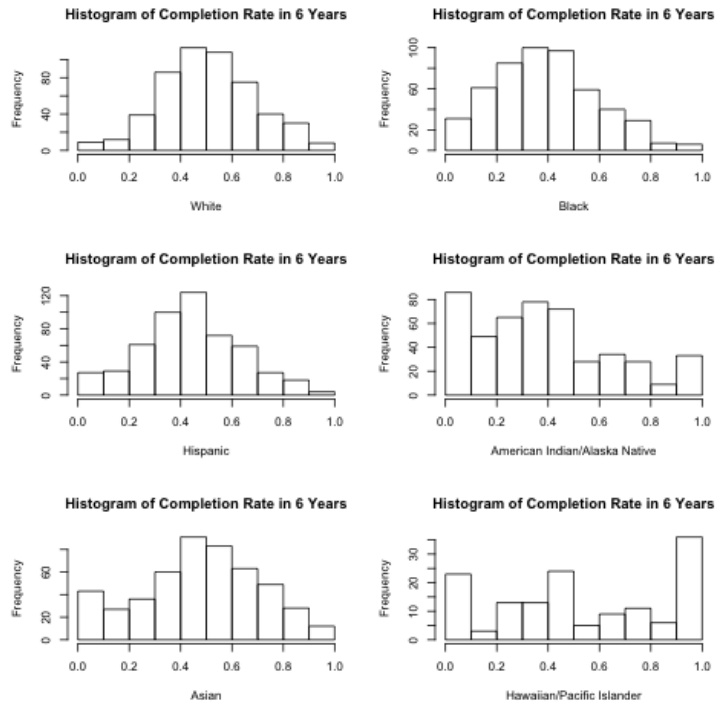 Histogram of Completion Rate in 6 Years
Frequency
0 40 80
0.0 0.2 0.4 0.6 0.8 1.0
White
Histogram of Completion Rate in 6 Years
Frequency
0 20 60 100
0.0 0.2 0.4 0.6 0.8 1.0
Black
Histogram of Completion Rate in 6 Years
Frequency
0 40 80 120
0.0 0.2 0.4 0.6 0.8 1.0
Hispanic
Histogram of Completion Rate in 6 Years
Frequency
0 20 40 60 80
0.0 0.2 0.4 0.6 0.8 1.0
American Indian/Alaska Native
Histogram of Completion Rate in 6 Years
Frequency
0 20 60
0.0 0.2 0.4 0.6 0.8 1.0
Asian
Histogram of Completion Rate in 6 Years
Frequency
0 10 20 30
0.0 0.2 0.4 0.6 0.8 1.0
Hawaiian/Pacific Islander